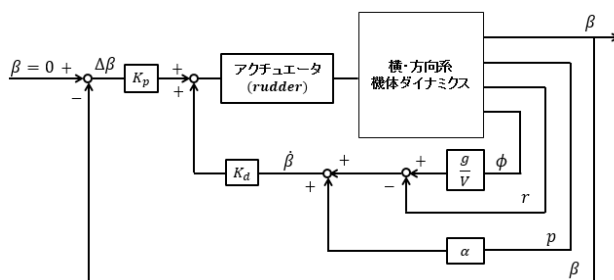 β
β = 0 + Δβ
−
K_p
+
+
アクチュエータ
(rudder)
横・方向系
機体ダイナミクス
K_d
β̇
+
+
+
−
g/V
ϕ
r
α
p
β